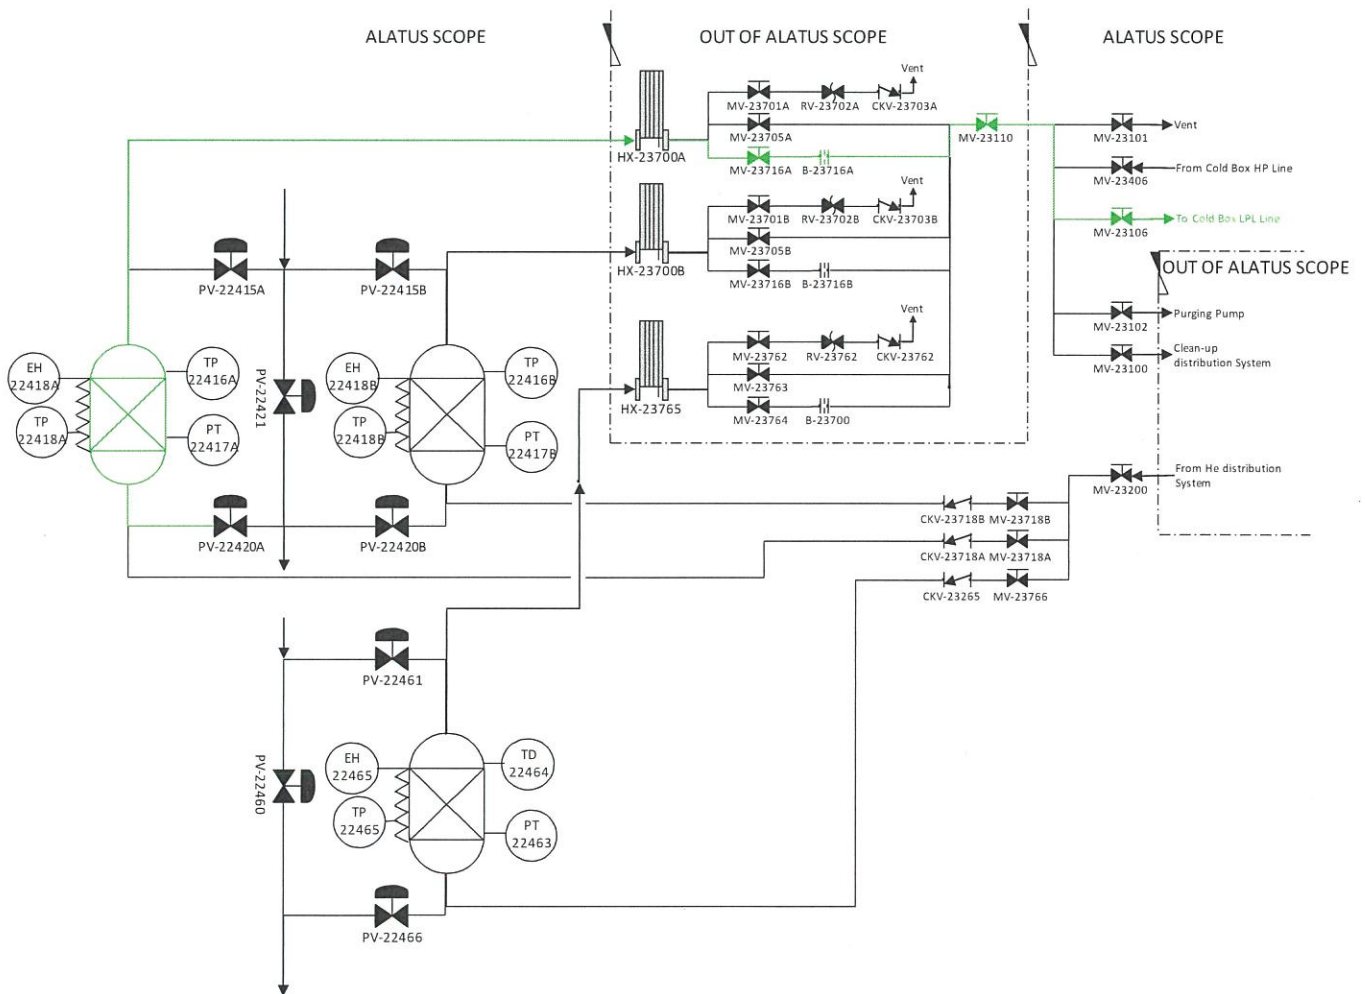 ALATUS SCOPE
OUT OF ALATUS SCOPE
ALATUS SCOPE
Vent
MV-23701A
RV-23702A
CKV-23703A
MV-23705A
HX-23700A
MV-23716A
B-23716A
MV-23110
MV-23101
Vent
MV-23406
From Cold Box HP Line
MV-23106
To Cold Box LPL Line
Vent
MV-23701B
RV-23702B
CKV-23703B
MV-23705B
HX-23700B
MV-23716B
B-23716B
OUT OF ALATUS SCOPE
PV-22415A
PV-22415B
MV-23102
Purging Pump
Vent
MV-23762
RV-23762
CKV-23762
MV-23763
HX-23765
MV-23764
B-23700
MV-23100
Clean-up
distribution System
EH
22418A
TP
22416A
TP
22418A
PT
22417A
PV-22421
EH
22418B
TP
22416B
TP
22418B
PT
22417B
PV-22420A
PV-22420B
MV-23200
From He distribution
System
CKV-23718B
MV-23718B
CKV-23718A
MV-23718A
CKV-23265
MV-23766
PV-22461
PV-22460
EH
22465
TD
22464
TP
22465
PT
22463
PV-22466